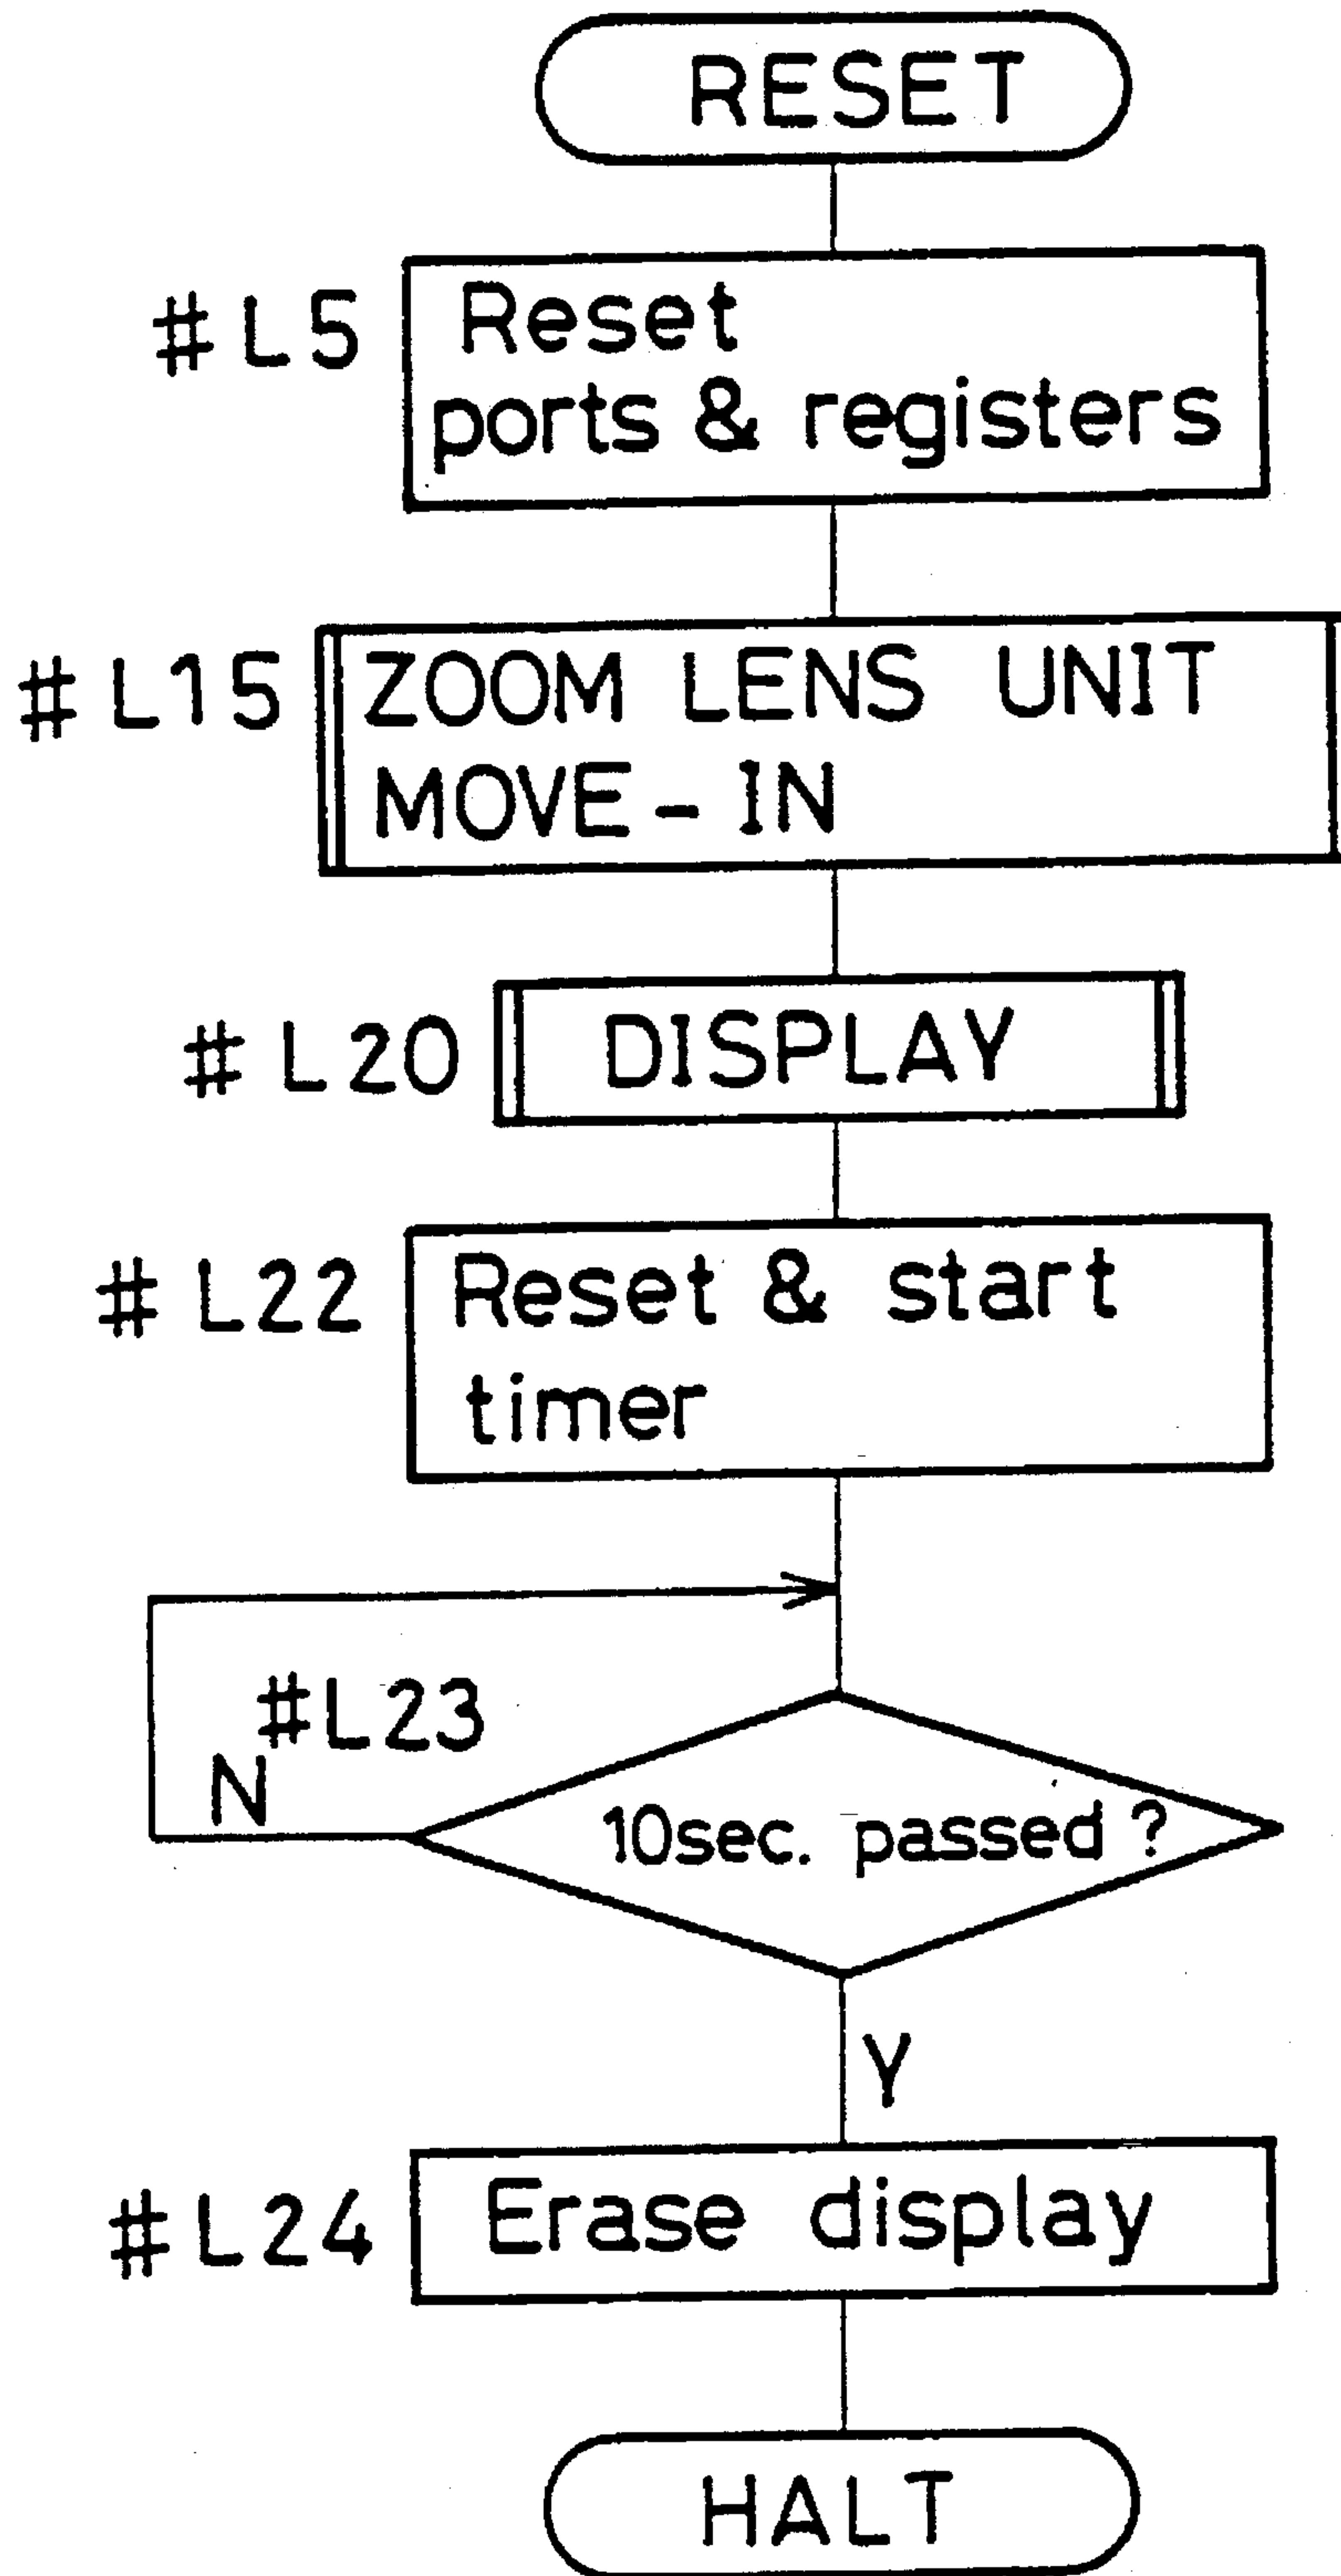 RESET
#L5
Reset
ports & registers
#L15
ZOOM LENS UNIT
MOVE-IN
#L20
DISPLAY
#L22
Reset & start
timer
#L23
N
10sec. passed ?
Y
#L24
Erase display
HALT